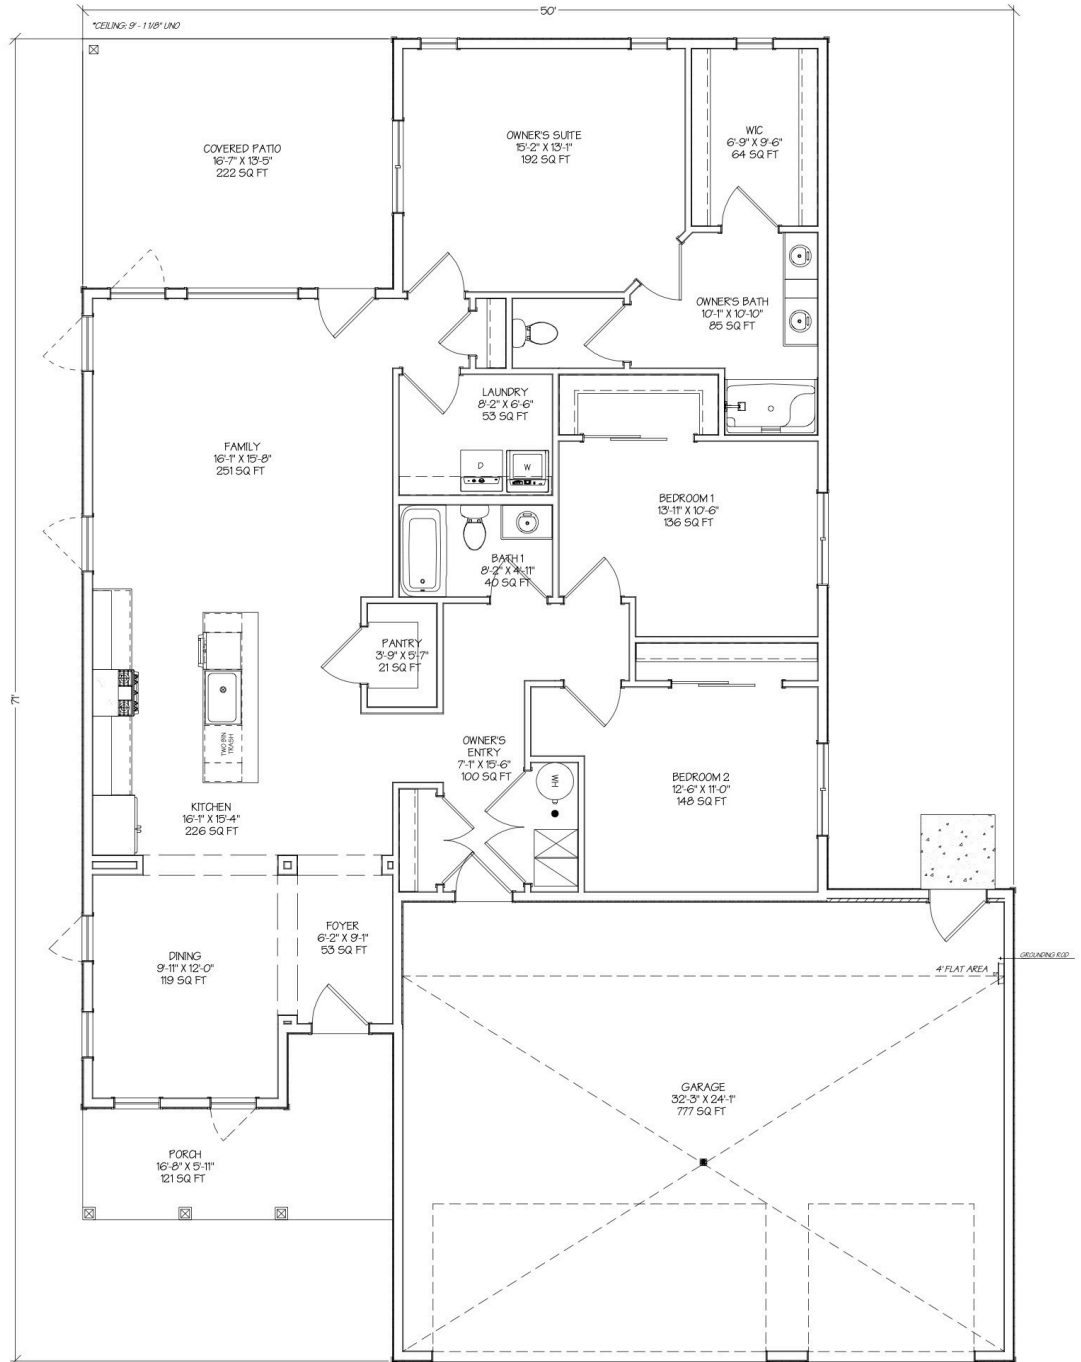 50'
*CEILING: 9' - 1 1/8" UNO
71'
COVERED PATIO
16'-7" X 13'-5"
222 SQ FT
OWNER'S SUITE
15'-2" X 13'-1"
192 SQ FT
WIC
6'-9" X 9'-6"
64 SQ FT
OWNER'S BATH
10'-1" X 10'-10"
85 SQ FT
LAUNDRY
8'-2" X 6'-6"
53 SQ FT
D
W
FAMILY
16'-1" X 15'-8"
251 SQ FT
BEDROOM 1
13'-11" X 10'-6"
136 SQ FT
BATH 1
8'-2" X 4'-11"
40 SQ FT
PANTRY
3'-9" X 5'-7"
21 SQ FT
TWO BIN
TRASH
OWNER'S
ENTRY
7'-1" X 15'-6"
100 SQ FT
WH
BEDROOM 2
12'-6" X 11'-0"
148 SQ FT
KITCHEN
16'-1" X 15'-4"
226 SQ FT
FOYER
6'-2" X 9'-1"
53 SQ FT
DINING
9'-11" X 12'-0"
119 SQ FT
GROUNDING ROD
4' FLAT AREA
GARAGE
32'-3" X 24'-1"
777 SQ FT
PORCH
16'-8" X 5'-11"
121 SQ FT